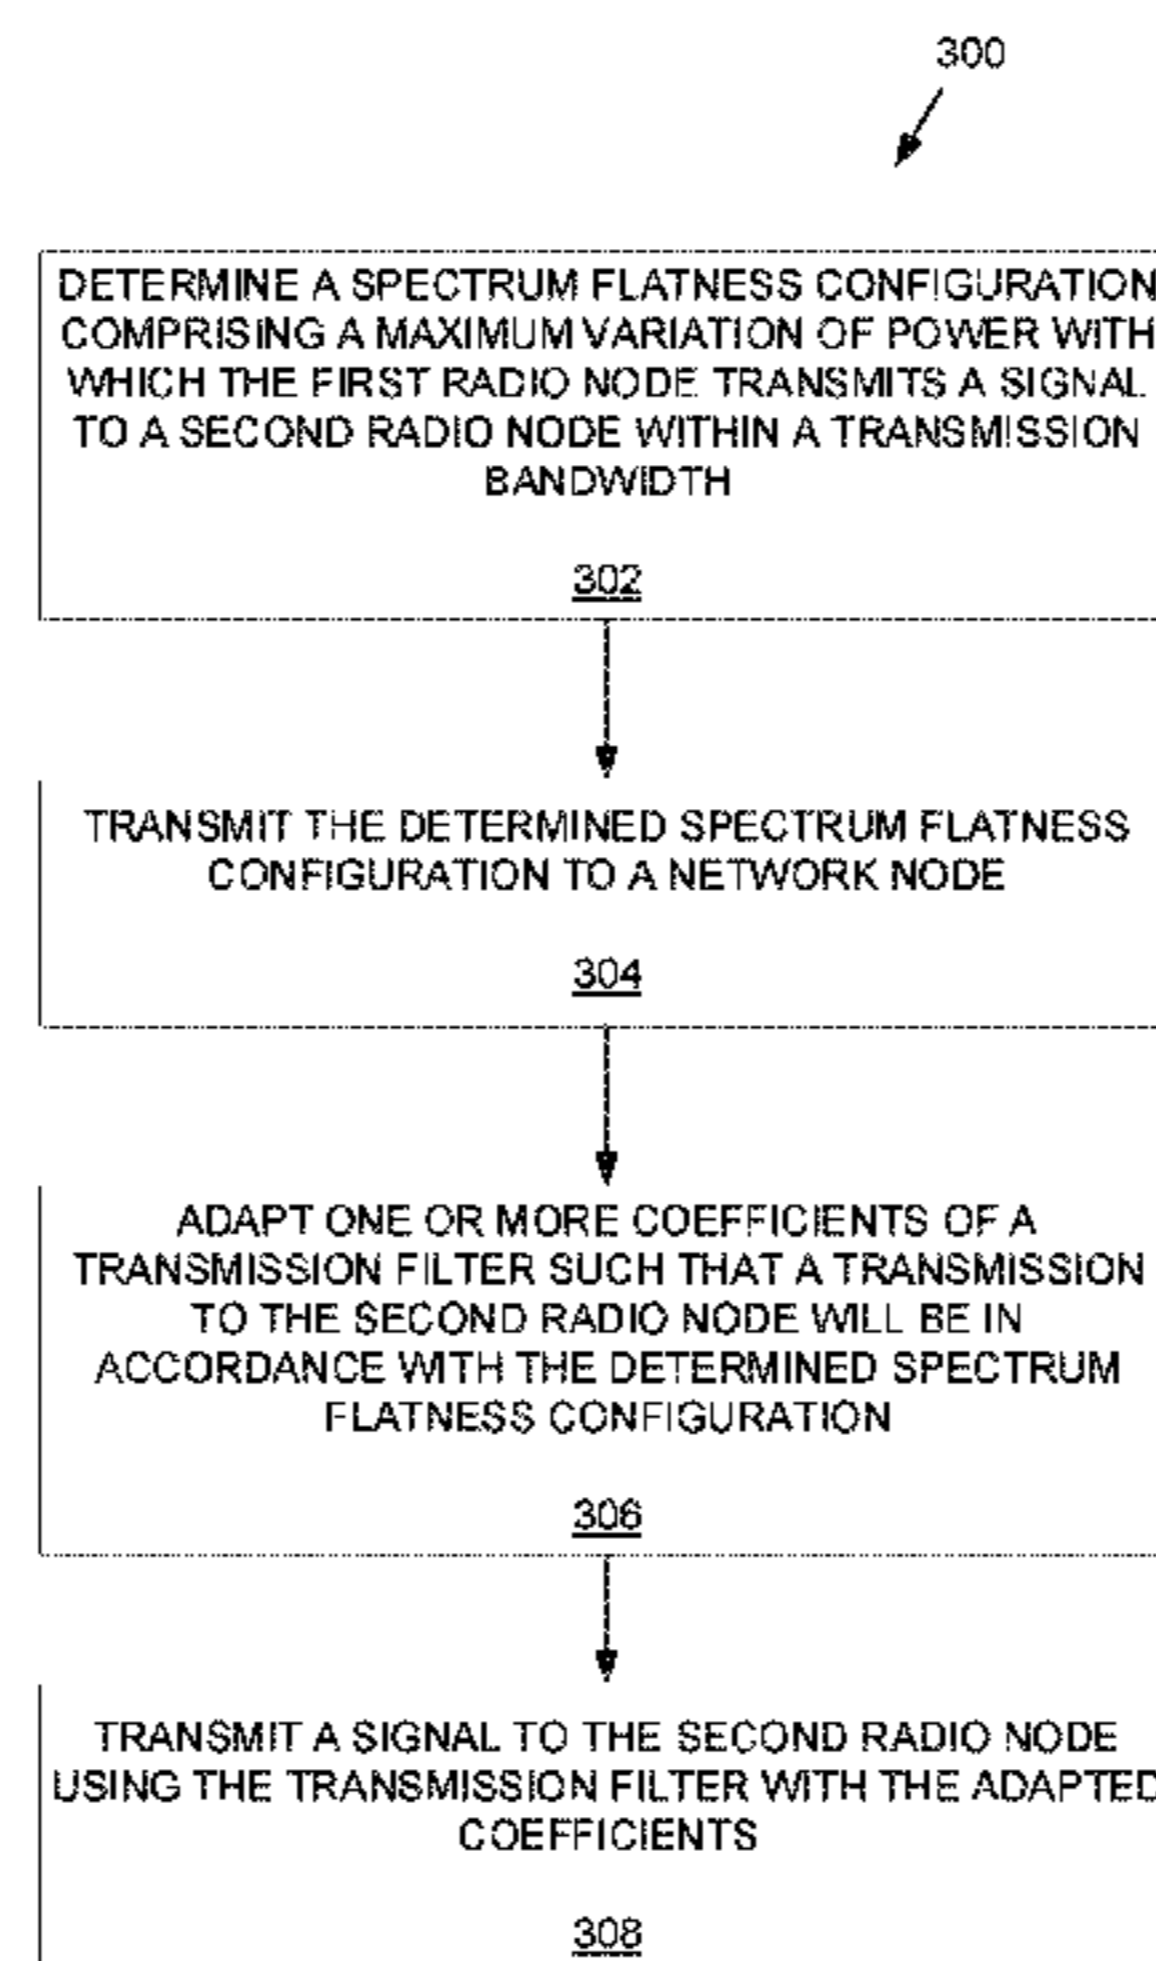 300
DETERMINE A SPECTRUM FLATNESS CONFIGURATION
COMPRISING A MAXIMUM VARIATION OF POWER WITH
WHICH THE FIRST RADIO NODE TRANSMITS A SIGNAL
TO A SECOND RADIO NODE WITHIN A TRANSMISSION
BANDWIDTH
302
TRANSMIT THE DETERMINED SPECTRUM FLATNESS
CONFIGURATION TO A NETWORK NODE
304
ADAPT ONE OR MORE COEFFICIENTS OF A
TRANSMISSION FILTER SUCH THAT A TRANSMISSION
TO THE SECOND RADIO NODE WILL BE IN
ACCORDANCE WITH THE DETERMINED SPECTRUM
FLATNESS CONFIGURATION
306
TRANSMIT A SIGNAL TO THE SECOND RADIO NODE
USING THE TRANSMISSION FILTER WITH THE ADAPTED
COEFFICIENTS
308